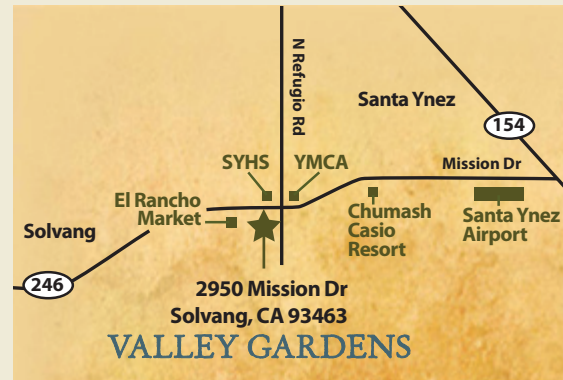 N Refugio Rd
Santa Ynez
154
Mission Dr
SYHS
YMCA
El Rancho
Market
Chumash
Casio
Resort
Santa Ynez
Airport
Solvang
246
2950 Mission Dr
Solvang, CA 93463
VALLEY GARDENS